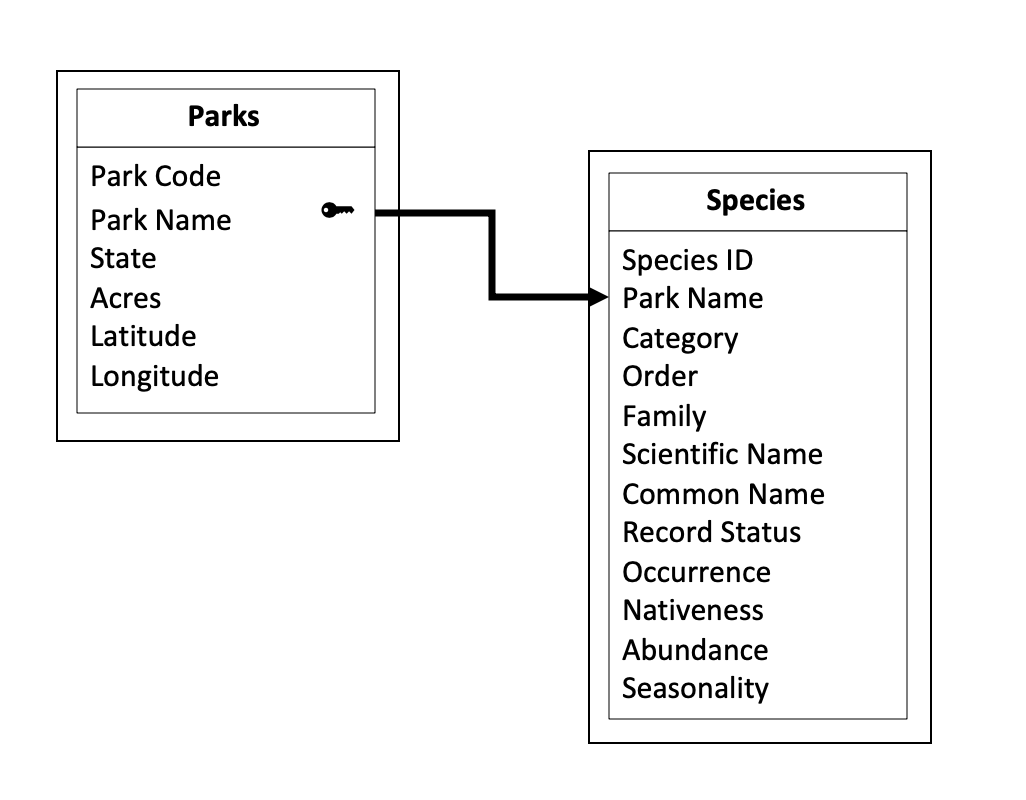 Parks
Park Code
Park Name
State
Acres
Latitude
Longitude
Species
Species ID
Park Name
Category
Order
Family
Scientific Name
Common Name
Record Status
Occurrence
Nativeness
Abundance
Seasonality